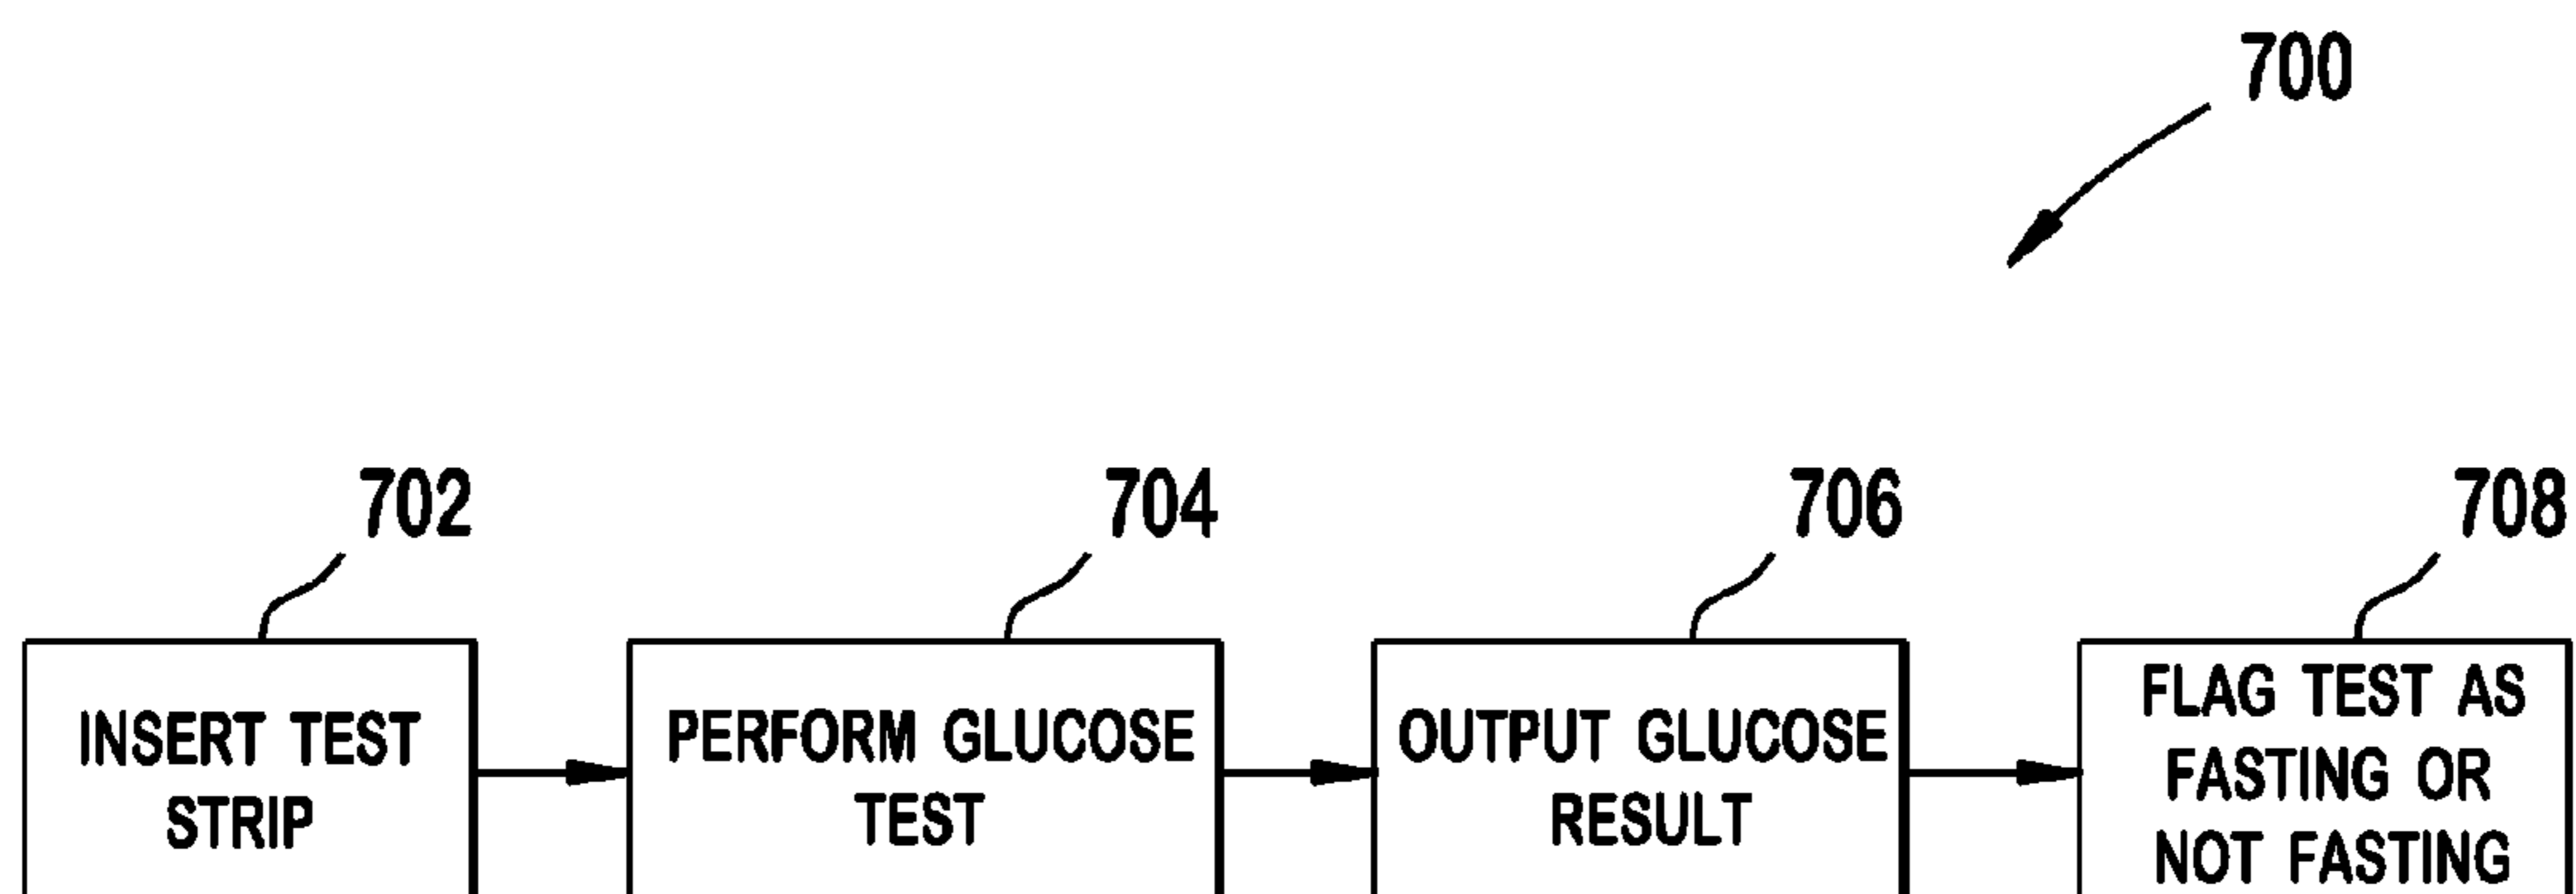 700
702
704
706
708
INSERT TEST
STRIP
PERFORM GLUCOSE
TEST
OUTPUT GLUCOSE
RESULT
FLAG TEST AS
FASTING OR
NOT FASTING